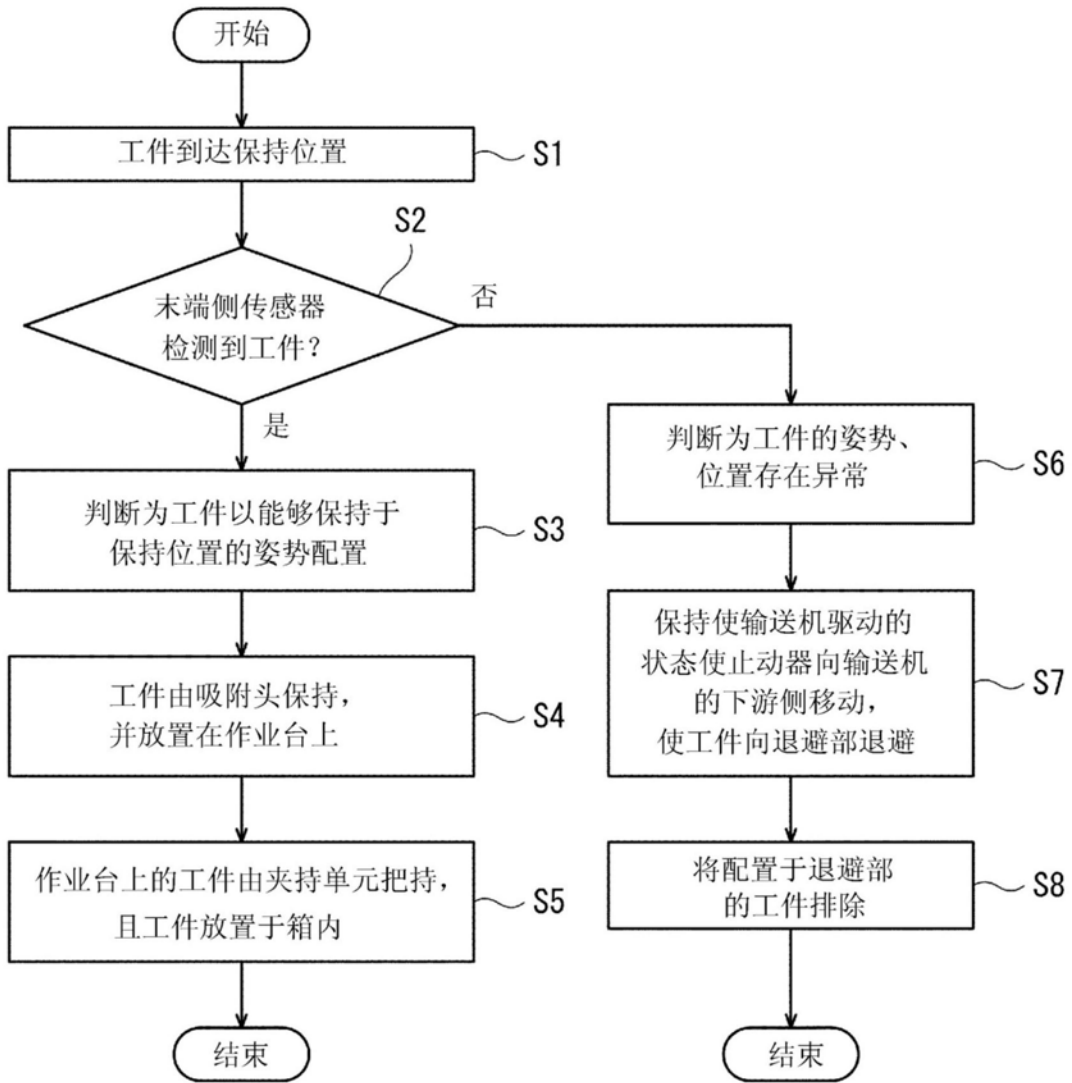 开始
工件到达保持位置
S1
S2
末端侧传感器
检测到工件?
否
是
判断为工件以能够保持于
保持位置的姿势配置
S3
工件由吸附头保持，
并放置在作业台上
S4
作业台上的工件由夹持单元把持，
且工件放置于箱内
S5
结束
判断为工件的姿势、
位置存在异常
S6
保持使输送机驱动的
状态使止动器向输送机
的下游侧移动，
使工件向退避部退避
S7
将配置于退避部
的工件排除
S8
结束